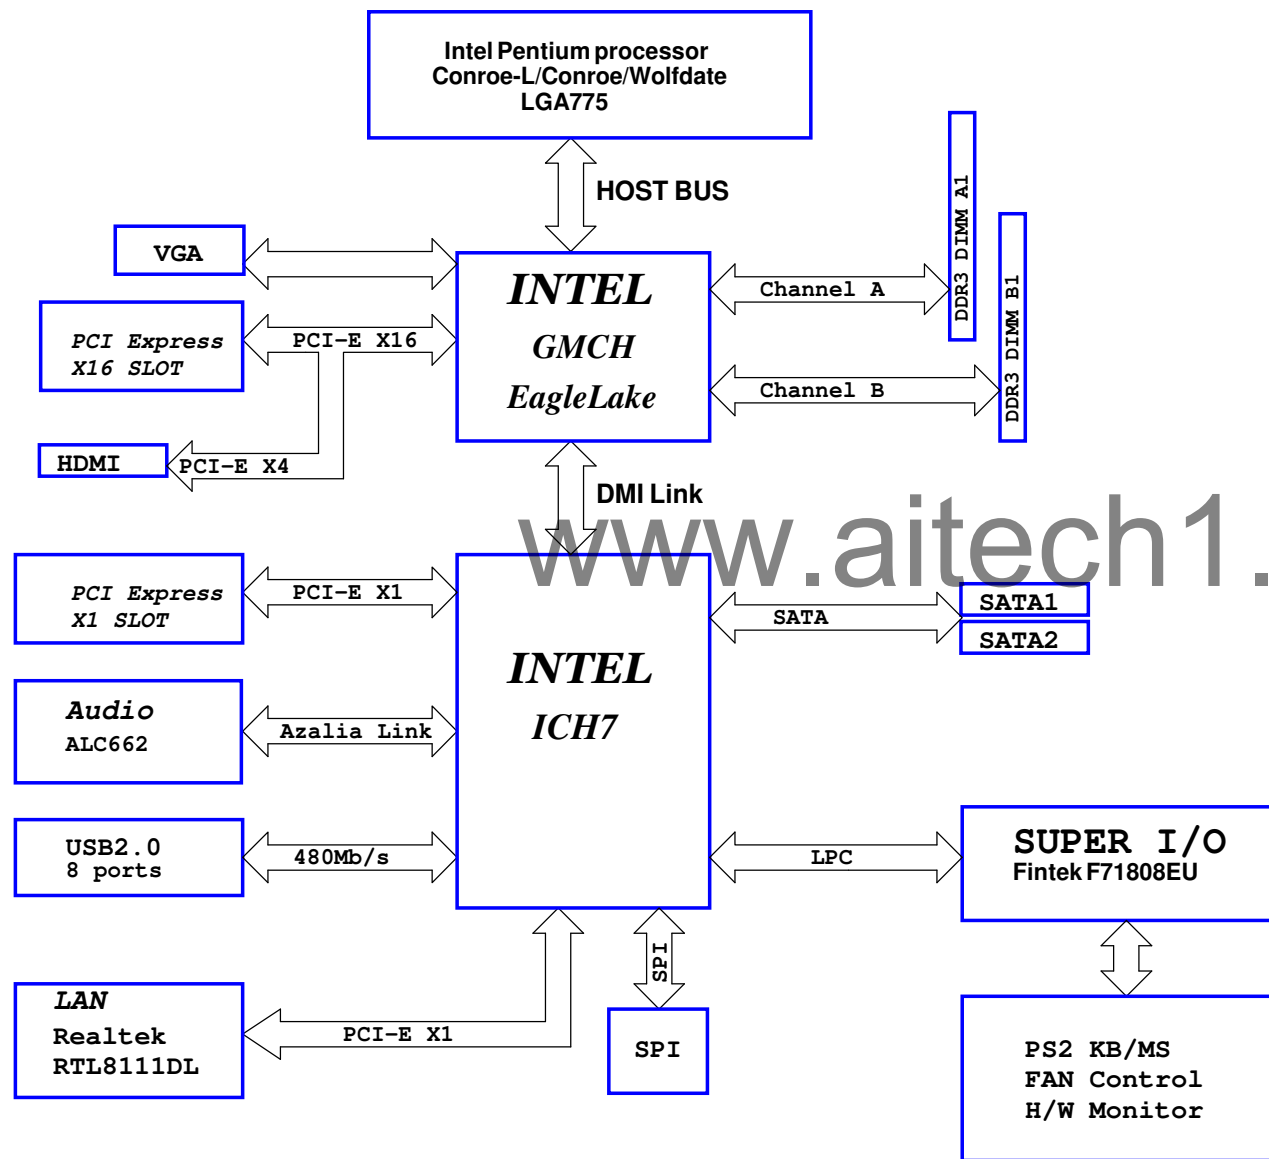 Intel Pentium processor
Conroe-L/Conroe/Wolfdate
LGA775
HOST BUS
VGA
PCI Express
X16 SLOT
PCI-E X16
HDMI
PCI-E X4
INTEL
GMCH
EagleLake
Channel A
Channel B
DDR3 DIMM A1
DDR3 DIMM B1
DMI Link
www.aitech1.
PCI Express
X1 SLOT
PCI-E X1
INTEL
ICH7
SATA
SATA1
SATA2
Audio
ALC662
Azalia Link
USB2.0
8 ports
480Mb/s
LPC
SUPER I/O
Fintek F71808EU
LAN
Realtek
RTL8111DL
PCI-E X1
SPI
SPI
PS2 KB/MS
FAN Control
H/W Monitor